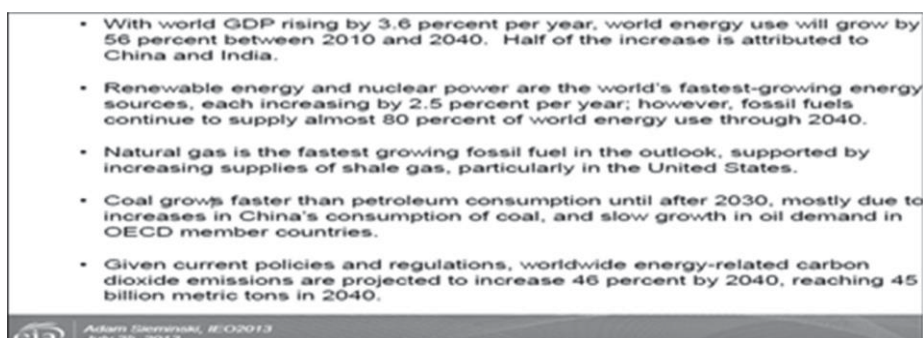 • With world GDP rising by 3.6 percent per year, world energy use will grow by
56 percent between 2010 and 2040. Half of the increase is attributed to
China and India.
• Renewable energy and nuclear power are the world's fastest-growing energy
sources, each increasing by 2.5 percent per year; however, fossil fuels
continue to supply almost 80 percent of world energy use through 2040.
• Natural gas is the fastest growing fossil fuel in the outlook, supported by
increasing supplies of shale gas, particularly in the United States.
• Coal grows faster than petroleum consumption until after 2030, mostly due to
increases in China's consumption of coal, and slow growth in oil demand in
OECD member countries.
• Given current policies and regulations, worldwide energy-related carbon
dioxide emissions are projected to increase 46 percent by 2040, reaching 45
billion metric tons in 2040.
eia
Adam Sieminski, IEO2013